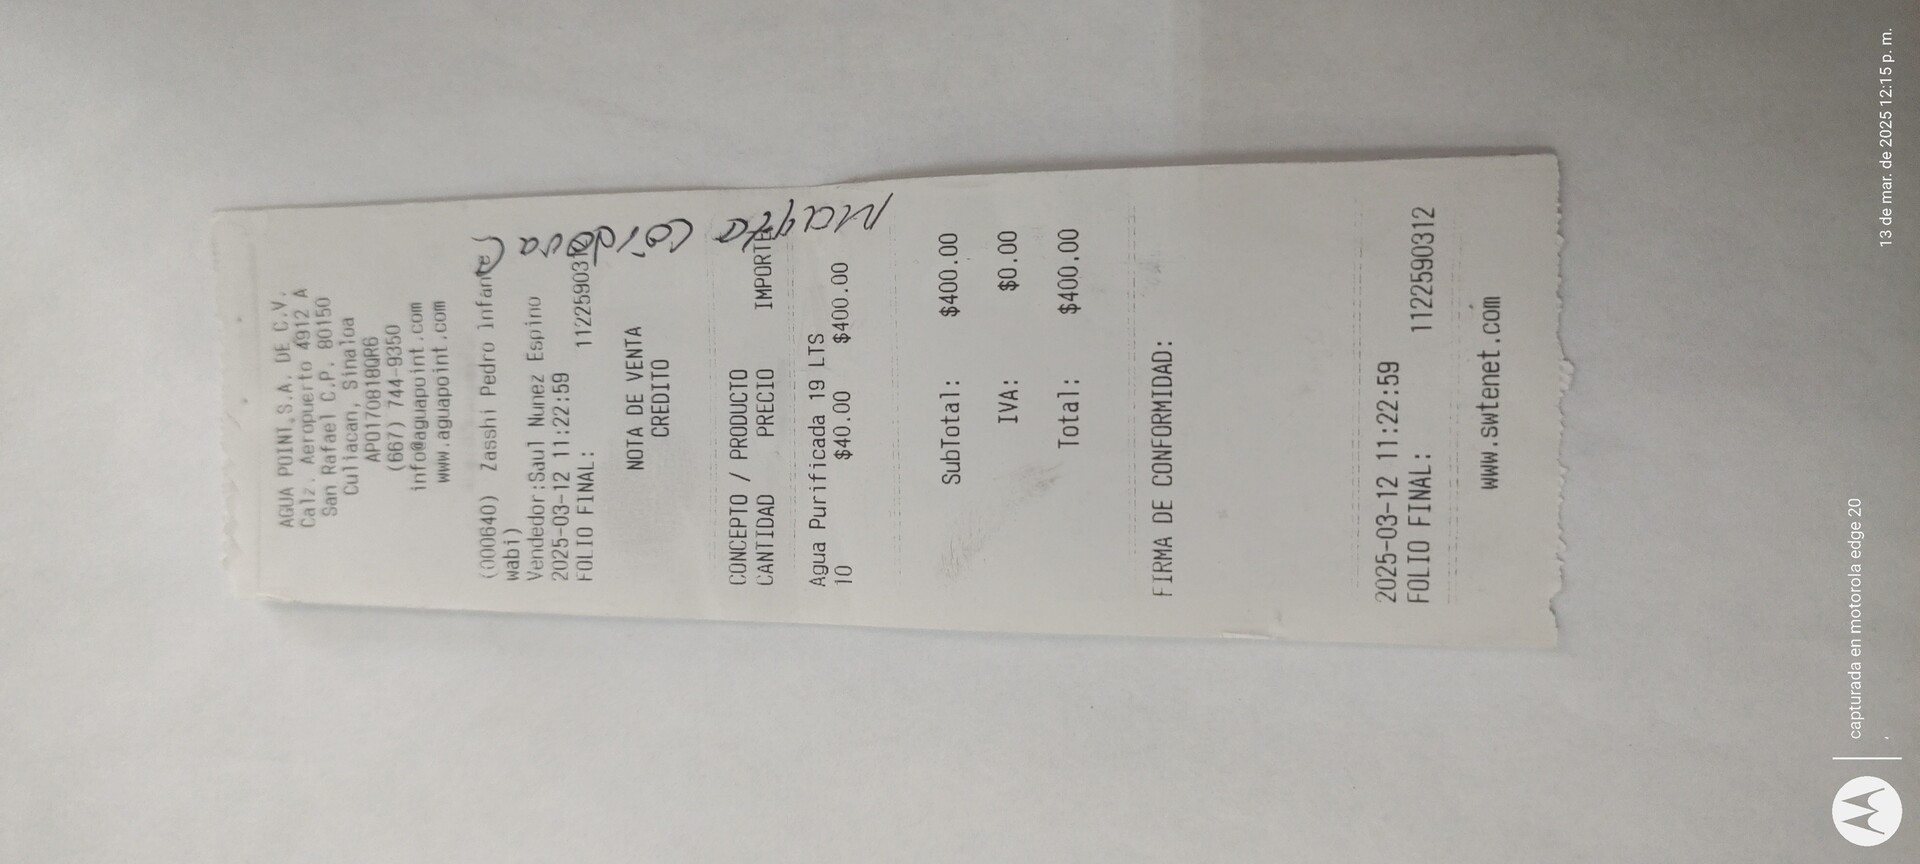 AGUA POINT S.A. DE C.V.
Calz. Aeropuerto 4912 A
San Rafael C.P. 80150
Culiacan, Sinaloa
APO170818QR6
(667) 744-9350
info@aguapoint.com
www.aguapoint.com
(000640) Zasshi Pedro Infante(
wabi)
Vendedor:Saul Nunez Espino
2025-03-12 11:22:59
FOLIO FINAL: 1122590312
NOTA DE VENTA
CREDITO
CONCEPTO / PRODUCTO
CANTIDAD PRECIO IMPORTE
Agua Purificada 19 LTS
10 $40.00 $400.00
SubTotal: $400.00
IVA: $0.00
Total: $400.00
FIRMA DE CONFORMIDAD:
2025-03-12 11:22:59
FOLIO FINAL: 1122590312
www.swtenet.com
capturada en motorola edge 20
13 de mar. de 2025 12:15 p. m.